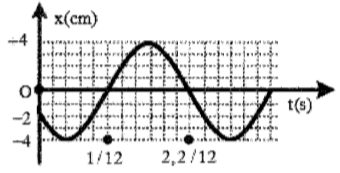 x(cm)
–4
O
t(s)
–2
–4
1/12
2,2/12